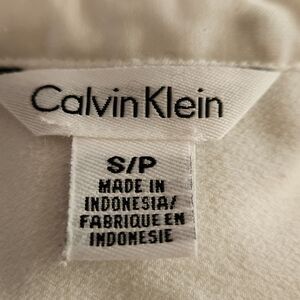 Calvin Klein
S/P
MADE IN
INDONESIA/
FABRIQUE EN
INDONESIE